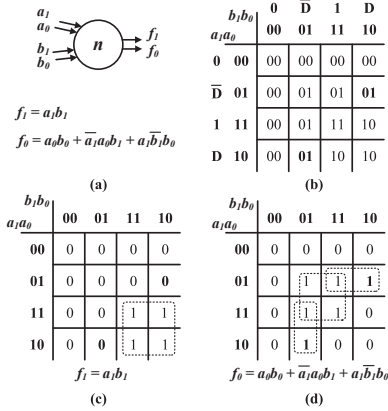 a₁
a₀
b₁
b₀
n
f₁
f₀
f₁ = a₁b₁
f₀ = a₀b₀ + a̅₁a₀b₁ + a₁b̅₁b₀
(a)
0 D̅ 1 D
b₁b₀
00 01 11 10
a₁a₀
0 00 00 00 00 00
D̅ 01 00 01 01 01
1 11 00 01 11 10
D 10 00 01 10 10
(b)
b₁b₀
00 01 11 10
a₁a₀
00 0 0 0 0
01 0 0 0 0
11 0 0 1 1
10 0 0 1 1
f₁ = a₁b₁
(c)
b₁b₀
00 01 11 10
a₁a₀
00 0 0 0 0
01 0 1 1 1
11 0 1 1 0
10 0 1 0 0
f₀ = a₀b₀ + a̅₁a₀b₁ + a₁b̅₁b₀
(d)